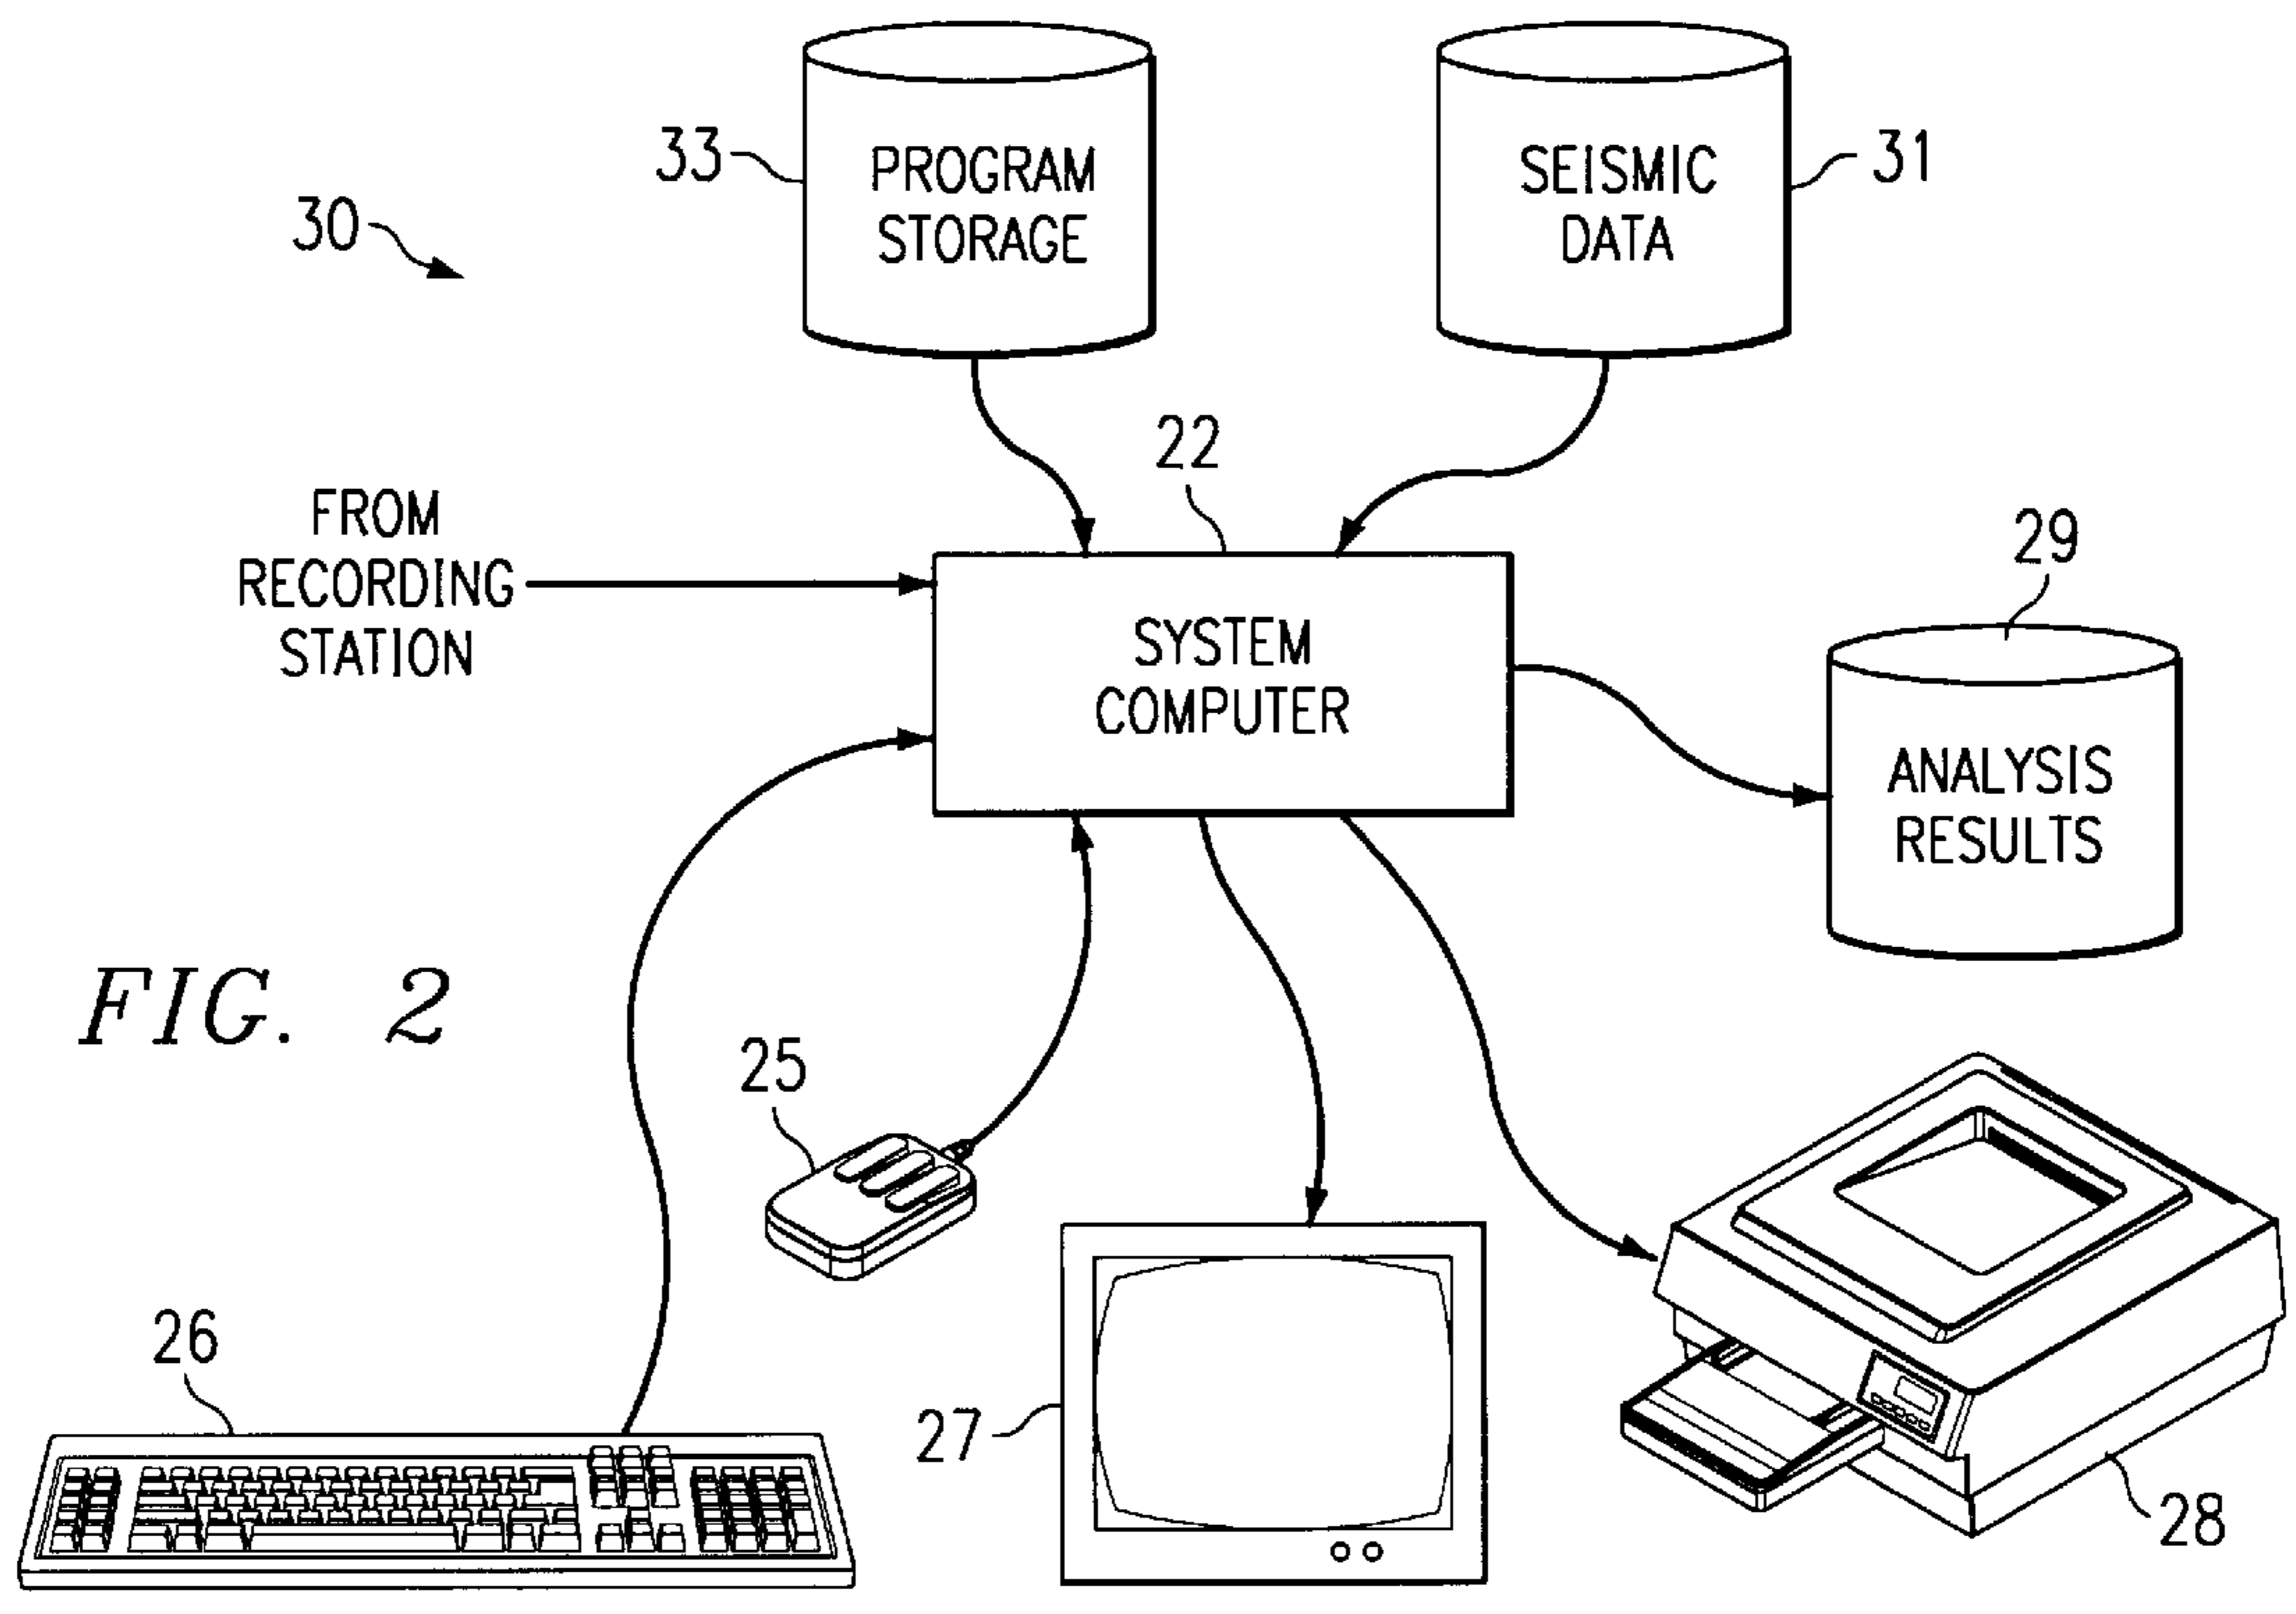 33
PROGRAM
STORAGE
SEISMIC
DATA
31
30
22
FROM
RECORDING
STATION
SYSTEM
COMPUTER
29
ANALYSIS
RESULTS
FIG. 2
25
26
27
28